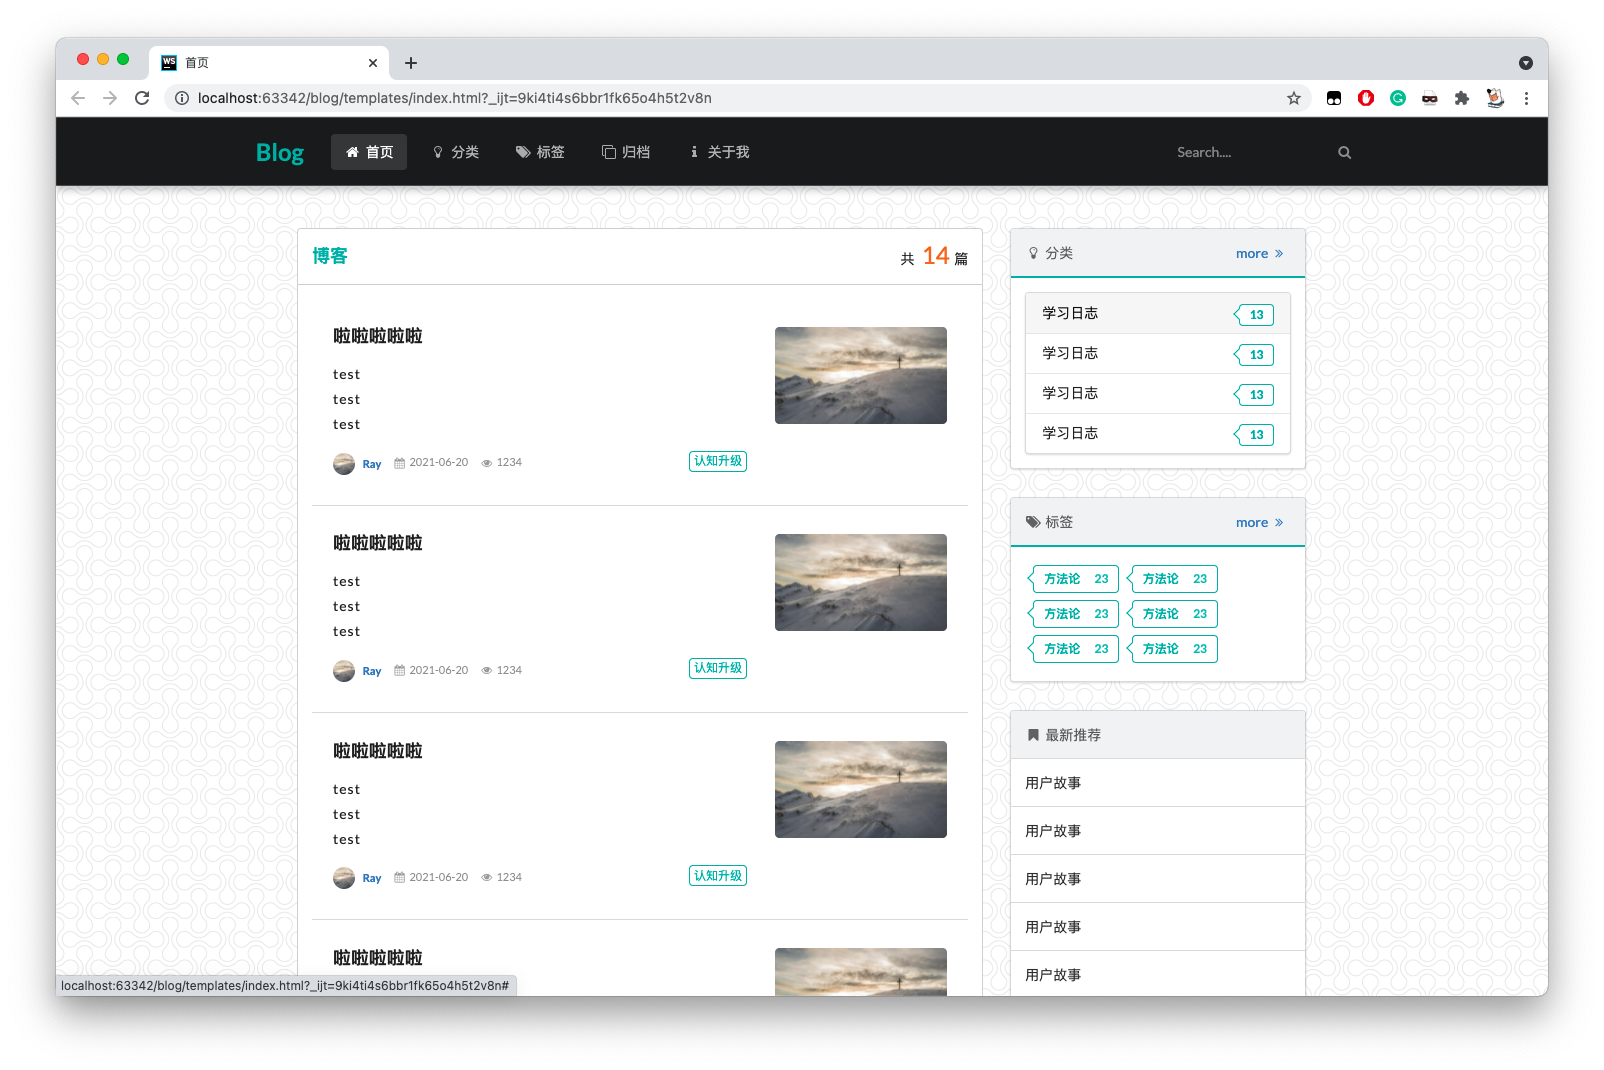 WS 首页
localhost:63342/blog/templates/index.html?_ijt=9ki4ti4s6bbr1fk65o4h5t2v8n
Blog 首页 分类 标签 归档 关于我 Search....
博客 共 14 篇
啦啦啦啦啦
test
test
test
Ray 2021-06-20 1234 认知升级
啦啦啦啦啦
test
test
test
Ray 2021-06-20 1234 认知升级
啦啦啦啦啦
test
test
test
Ray 2021-06-20 1234 认知升级
啦啦啦啦啦
分类 more
学习日志 13
学习日志 13
学习日志 13
学习日志 13
标签 more
方法论 23 方法论 23
方法论 23 方法论 23
方法论 23 方法论 23
最新推荐
用户故事
用户故事
用户故事
用户故事
用户故事
localhost:63342/blog/templates/index.html?_ijt=9ki4ti4s6bbr1fk65o4h5t2v8n#